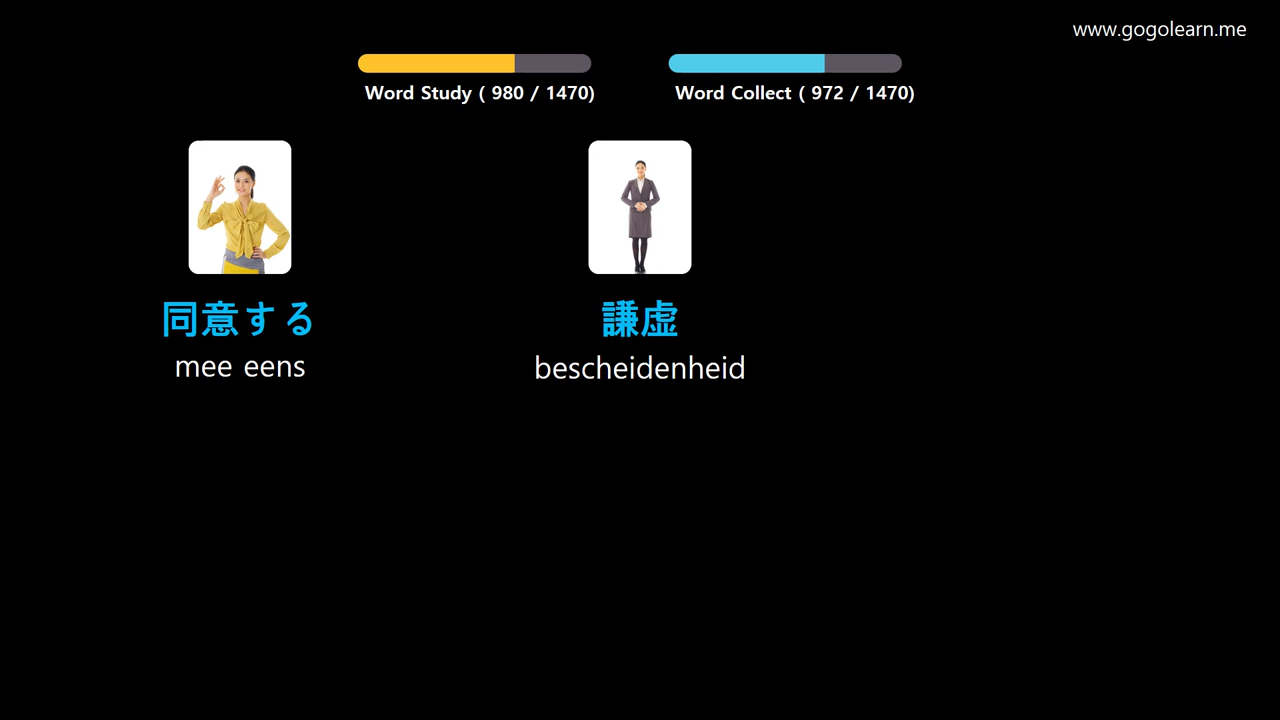 www.gogolearn.me
Word Study ( 980 / 1470)
Word Collect ( 972 / 1470)
同意する
mee eens
謙虚
bescheidenheid